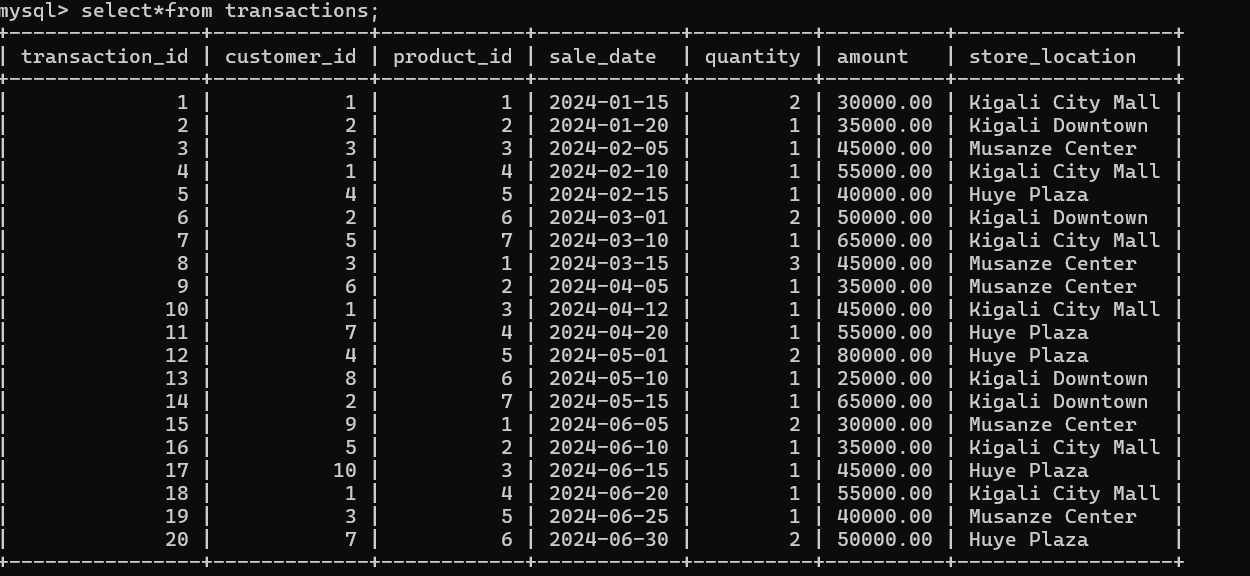 mysql> select*from transactions;
+----------------+-------------+------------+------------+----------+----------+------------------+
| transaction_id | customer_id | product_id | sale_date  | quantity | amount   | store_location   |
+----------------+-------------+------------+------------+----------+----------+------------------+
|              1 |           1 |          1 | 2024-01-15 |        2 | 30000.00 | Kigali City Mall |
|              2 |           2 |          2 | 2024-01-20 |        1 | 35000.00 | Kigali Downtown  |
|              3 |           3 |          3 | 2024-02-05 |        1 | 45000.00 | Musanze Center   |
|              4 |           1 |          4 | 2024-02-10 |        1 | 55000.00 | Kigali City Mall |
|              5 |           4 |          5 | 2024-02-15 |        1 | 40000.00 | Huye Plaza       |
|              6 |           2 |          6 | 2024-03-01 |        2 | 50000.00 | Kigali Downtown  |
|              7 |           5 |          7 | 2024-03-10 |        1 | 65000.00 | Kigali City Mall |
|              8 |           3 |          1 | 2024-03-15 |        3 | 45000.00 | Musanze Center   |
|              9 |           6 |          2 | 2024-04-05 |        1 | 35000.00 | Musanze Center   |
|             10 |           1 |          3 | 2024-04-12 |        1 | 45000.00 | Kigali City Mall |
|             11 |           7 |          4 | 2024-04-20 |        1 | 55000.00 | Huye Plaza       |
|             12 |           4 |          5 | 2024-05-01 |        2 | 80000.00 | Huye Plaza       |
|             13 |           8 |          6 | 2024-05-10 |        1 | 25000.00 | Kigali Downtown  |
|             14 |           2 |          7 | 2024-05-15 |        1 | 65000.00 | Kigali Downtown  |
|             15 |           9 |          1 | 2024-06-05 |        2 | 30000.00 | Musanze Center   |
|             16 |           5 |          2 | 2024-06-10 |        1 | 35000.00 | Kigali City Mall |
|             17 |          10 |          3 | 2024-06-15 |        1 | 45000.00 | Huye Plaza       |
|             18 |           1 |          4 | 2024-06-20 |        1 | 55000.00 | Kigali City Mall |
|             19 |           3 |          5 | 2024-06-25 |        1 | 40000.00 | Musanze Center   |
|             20 |           7 |          6 | 2024-06-30 |        2 | 50000.00 | Huye Plaza       |
+----------------+-------------+------------+------------+----------+----------+------------------+